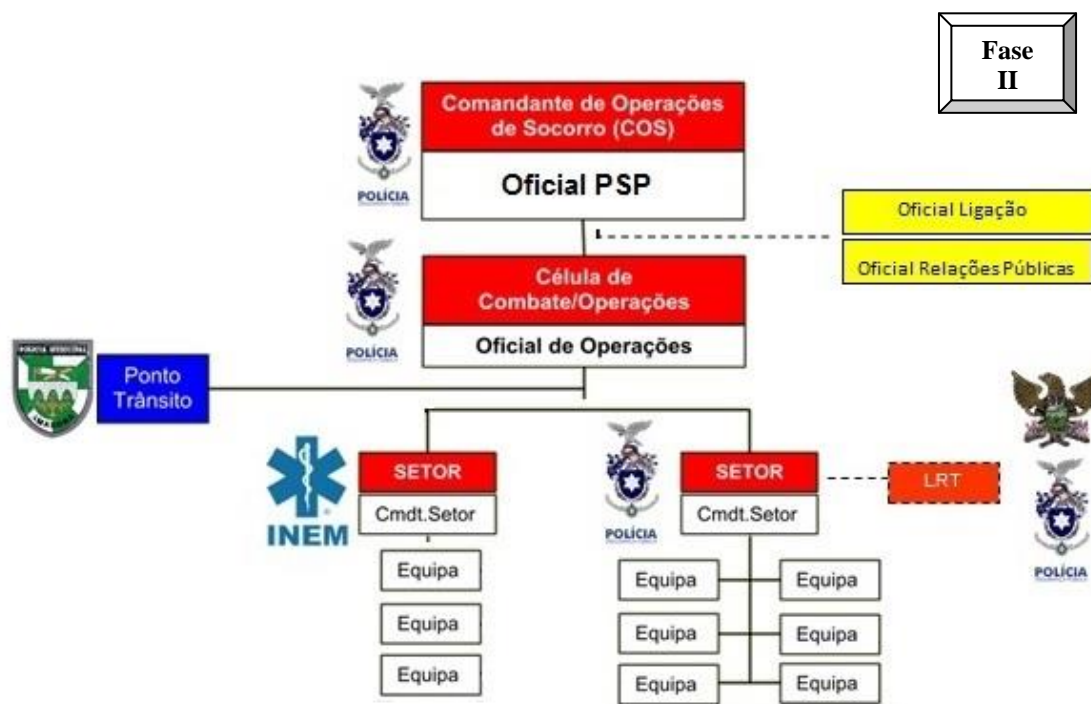 Fase
II
Comandante de Operações
de Socorro (COS)
Oficial PSP
POLÍCIA
Oficial Ligação
Oficial Relações Públicas
Célula de
Combate/Operações
Oficial de Operações
POLÍCIA
Ponto
Trânsito
INEM
SETOR
Cmdt.Setor
Equipa
Equipa
Equipa
POLÍCIA
SETOR
Cmdt.Setor
LRT
Equipa
Equipa
Equipa
Equipa
Equipa
Equipa
POLÍCIA